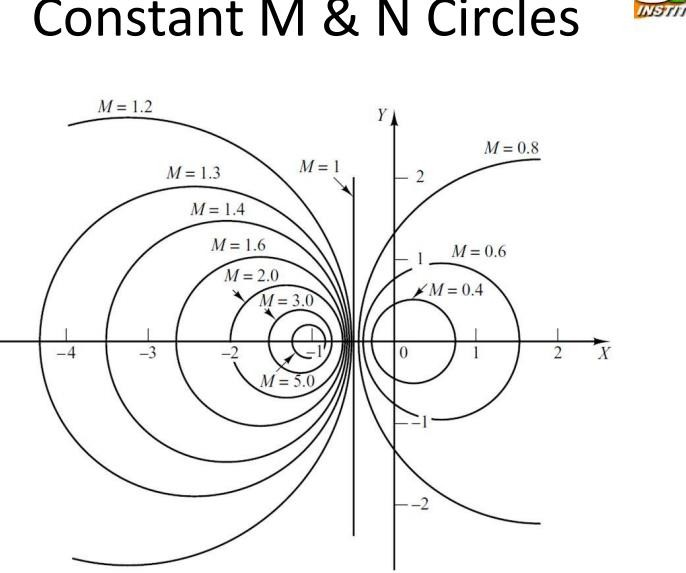 Constant M & N Circles
INSTIT
M = 1.2
Y
M = 0.8
M = 1.3
M = 1
2
M = 1.4
M = 1.6
1
M = 0.6
M = 2.0
M = 0.4
M = 3.0
-4
-3
-2
-1
0
1
2
X
M = 5.0
-1
-2